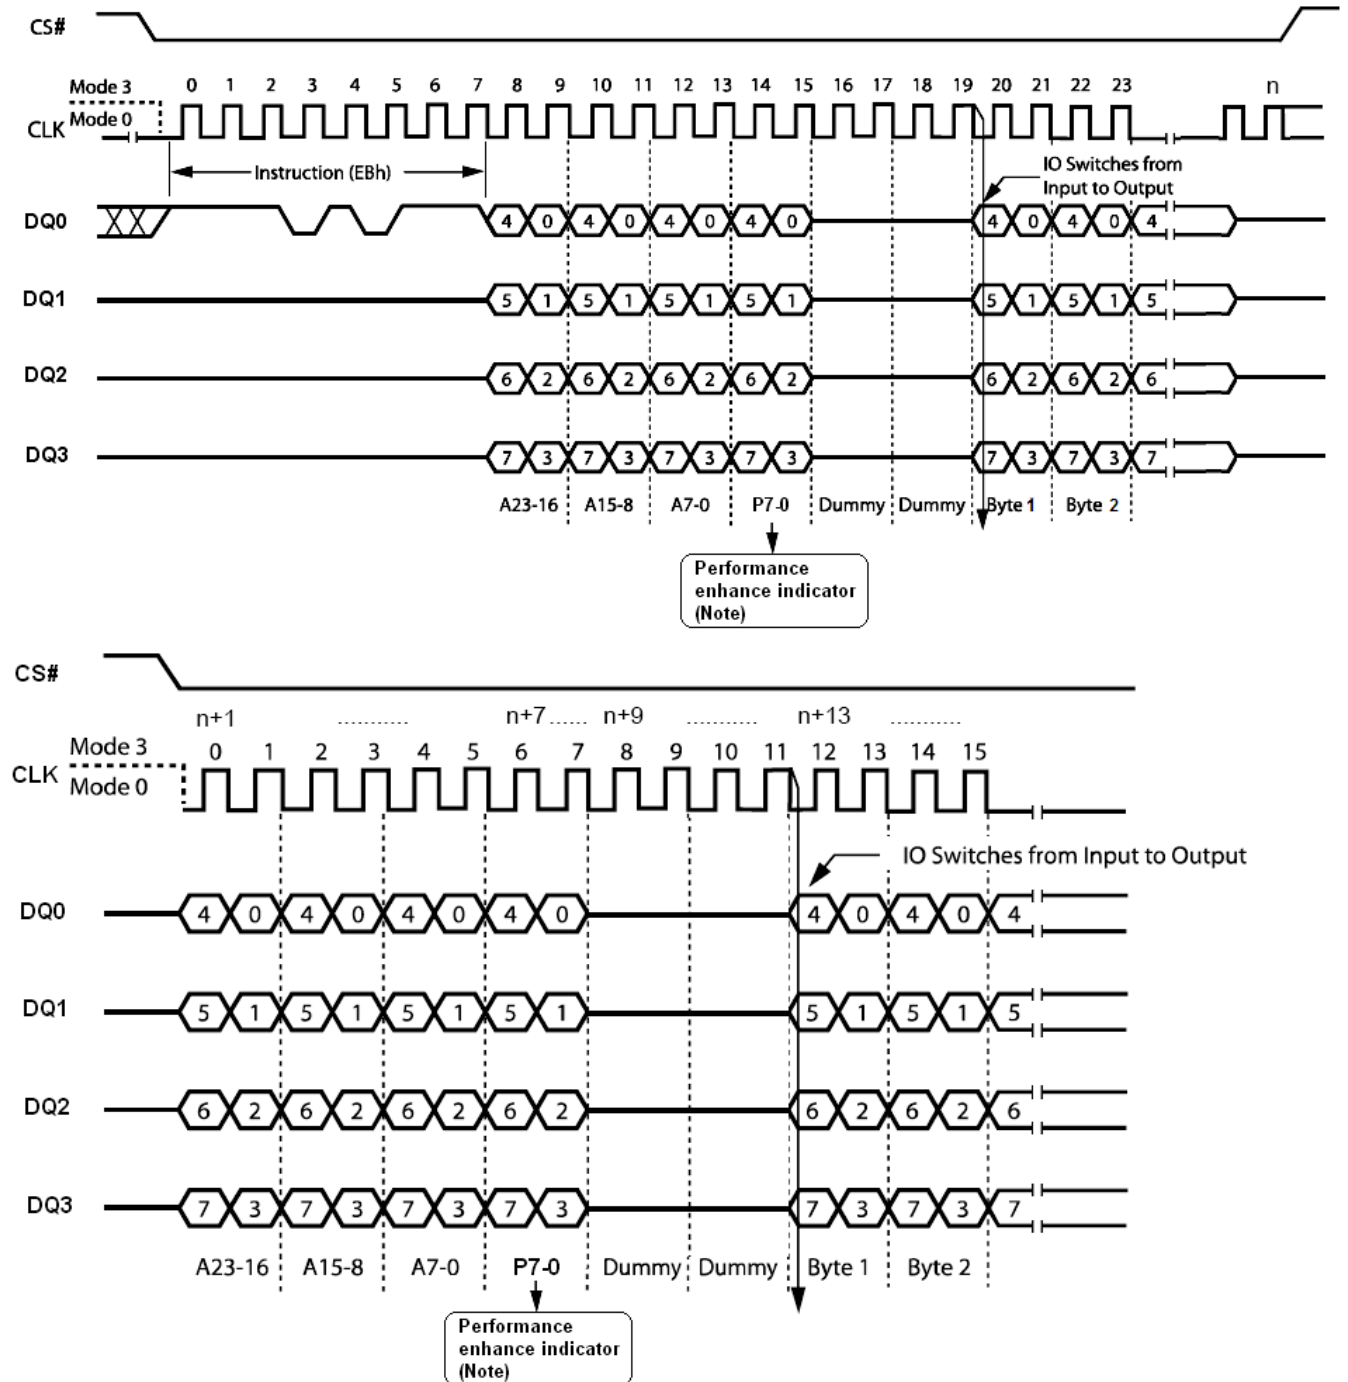 CS#
0 1 2 3 4 5 6 7 8 9 10 11 12 13 14 15 16 17 18 19 20 21 22 23 n
Mode 3
Mode 0
CLK
Instruction (EBh)
IO Switches from
Input to Output
DQ0 4 0 4 0 4 0 4 0 4 0 4 0 4
DQ1 5 1 5 1 5 1 5 1 5 1 5 1 5
DQ2 6 2 6 2 6 2 6 2 6 2 6 2 6
DQ3 7 3 7 3 7 3 7 3 7 3 7 3 7
A23-16 A15-8 A7-0 P7-0 Dummy Dummy Byte 1 Byte 2
Performance
enhance indicator
(Note)
CS#
n+1 ........... n+7 ...... n+9 ........... n+13 ...........
Mode 3 0 1 2 3 4 5 6 7 8 9 10 11 12 13 14 15
CLK
Mode 0
IO Switches from Input to Output
DQ0 4 0 4 0 4 0 4 0 4 0 4 0 4
DQ1 5 1 5 1 5 1 5 1 5 1 5 1 5
DQ2 6 2 6 2 6 2 6 2 6 2 6 2 6
DQ3 7 3 7 3 7 3 7 3 7 3 7 3 7
A23-16 A15-8 A7-0 P7-0 Dummy Dummy Byte 1 Byte 2
Performance
enhance indicator
(Note)